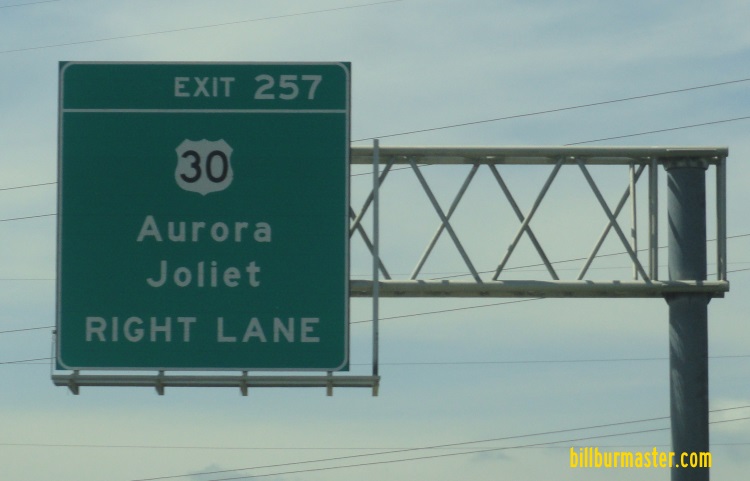 EXIT 257
30
Aurora
Joliet
RIGHT LANE
billburmaster.com